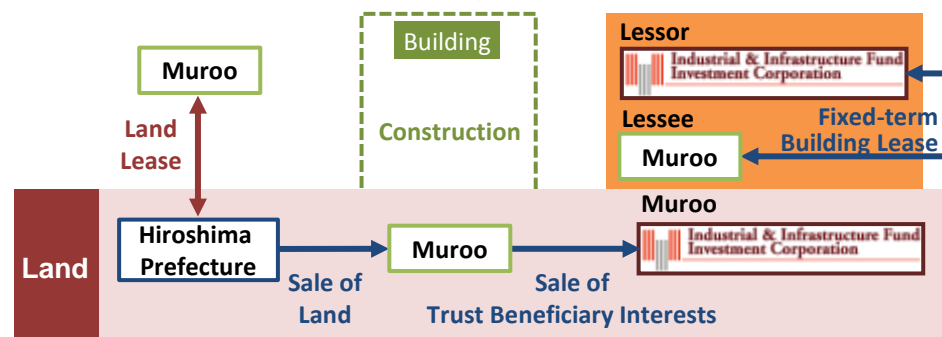 Building
Muroo
Land
Lease
Construction
Lessor
Industrial & Infrastructure Fund
Investment Corporation
Lessee
Muroo
Fixed-term
Building Lease
Land
Hiroshima
Prefecture
Sale of
Land
Muroo
Sale of
Trust Beneficiary Interests
Muroo
Industrial & Infrastructure Fund
Investment Corporation